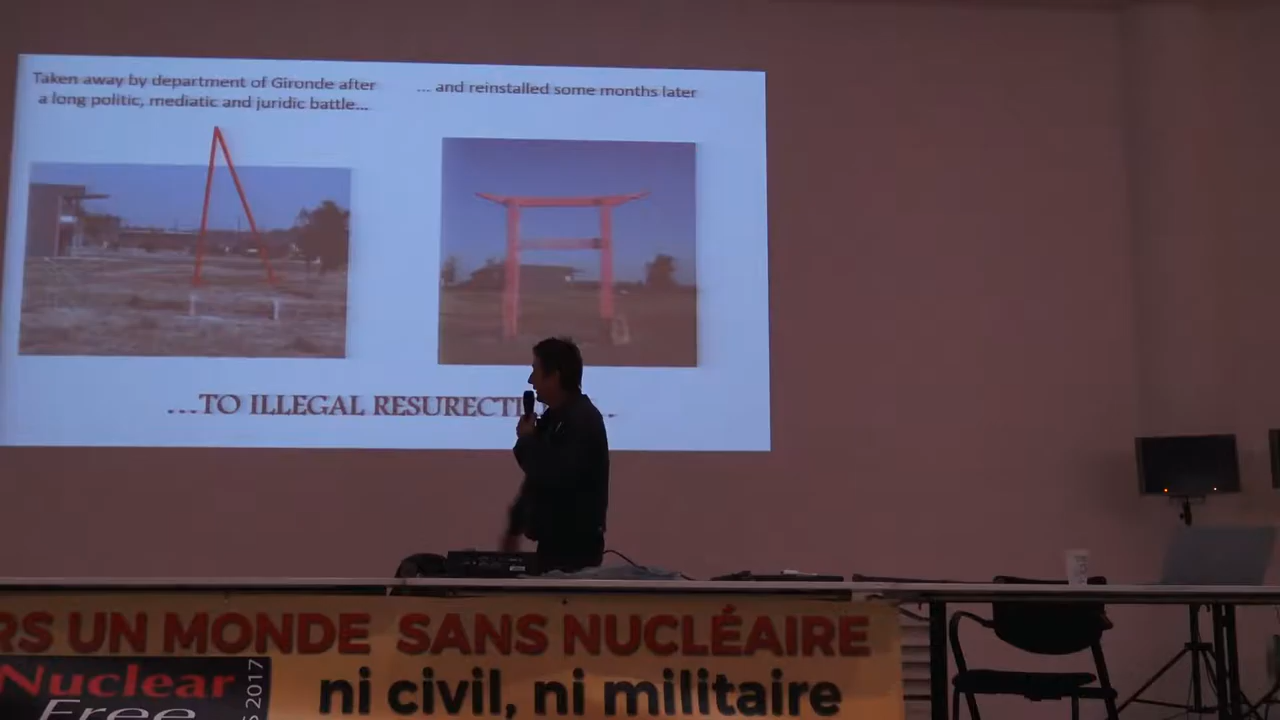 Taken away by department of Gironde after
a long politic, mediatic and juridic battle...
... and reinstalled some months later
...TO ILLEGAL RESURECTI
RS UN MONDE SANS NUCLÉAIRE
ni civil, ni militaire
Nuclear
Free
2017